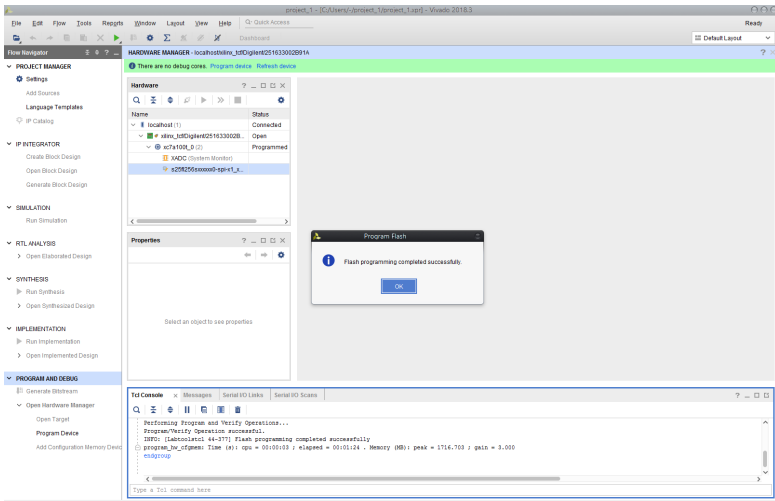 project_1 - [C:/Users/-/project_1/project_1.xpr] - Vivado 2018.3
File Edit Flow Tools Reports Window Layout View Help Q- Quick Access
Ready
Dashboard
Default Layout
Flow Navigator
HARDWARE MANAGER - localhost/xilinx_tcf/Digilent/251633002B91A
There are no debug cores. Program device Refresh device
PROJECT MANAGER
Settings
Add Sources
Language Templates
IP Catalog
IP INTEGRATOR
Create Block Design
Open Block Design
Generate Block Design
SIMULATION
Run Simulation
RTL ANALYSIS
Open Elaborated Design
SYNTHESIS
Run Synthesis
Open Synthesized Design
IMPLEMENTATION
Run Implementation
Open Implemented Design
PROGRAM AND DEBUG
Generate Bitstream
Open Hardware Manager
Open Target
Program Device
Add Configuration Memory Devic
Hardware
Name Status
localhost (1) Connected
xilinx_tcf/Digilent/251633002B... Open
xc7a100t_0 (2) Programmed
XADC (System Monitor)
s25fl256sxxxxxx0-spi-x1_x...
Properties
Select an object to see properties
Program Flash
Flash programming completed successfully.
OK
Tcl Console Messages Serial I/O Links Serial I/O Scans
Performing Program and Verify Operations...
Program/Verify Operation successful.
INFO: [Labtoolstcl 44-377] Flash programming completed successfully
program_hw_cfgmem: Time (s): cpu = 00:00:03 ; elapsed = 00:01:24 . Memory (MB): peak = 1716.703 ; gain = 3.000
endgroup
Type a Tcl command here